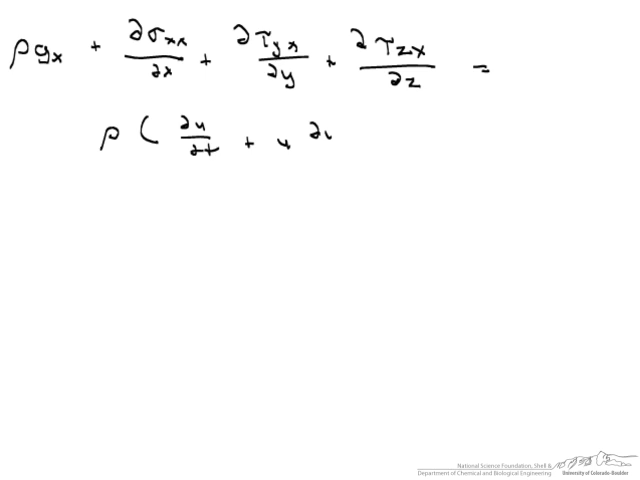 ρg_x + ∂σ_xx/∂x + ∂τ_yx/∂y + ∂τ_zx/∂z =
ρ ( ∂u/∂t + u ∂u
National Science Foundation, Shell &
Department of Chemical and Biological Engineering
University of Colorado-Boulder